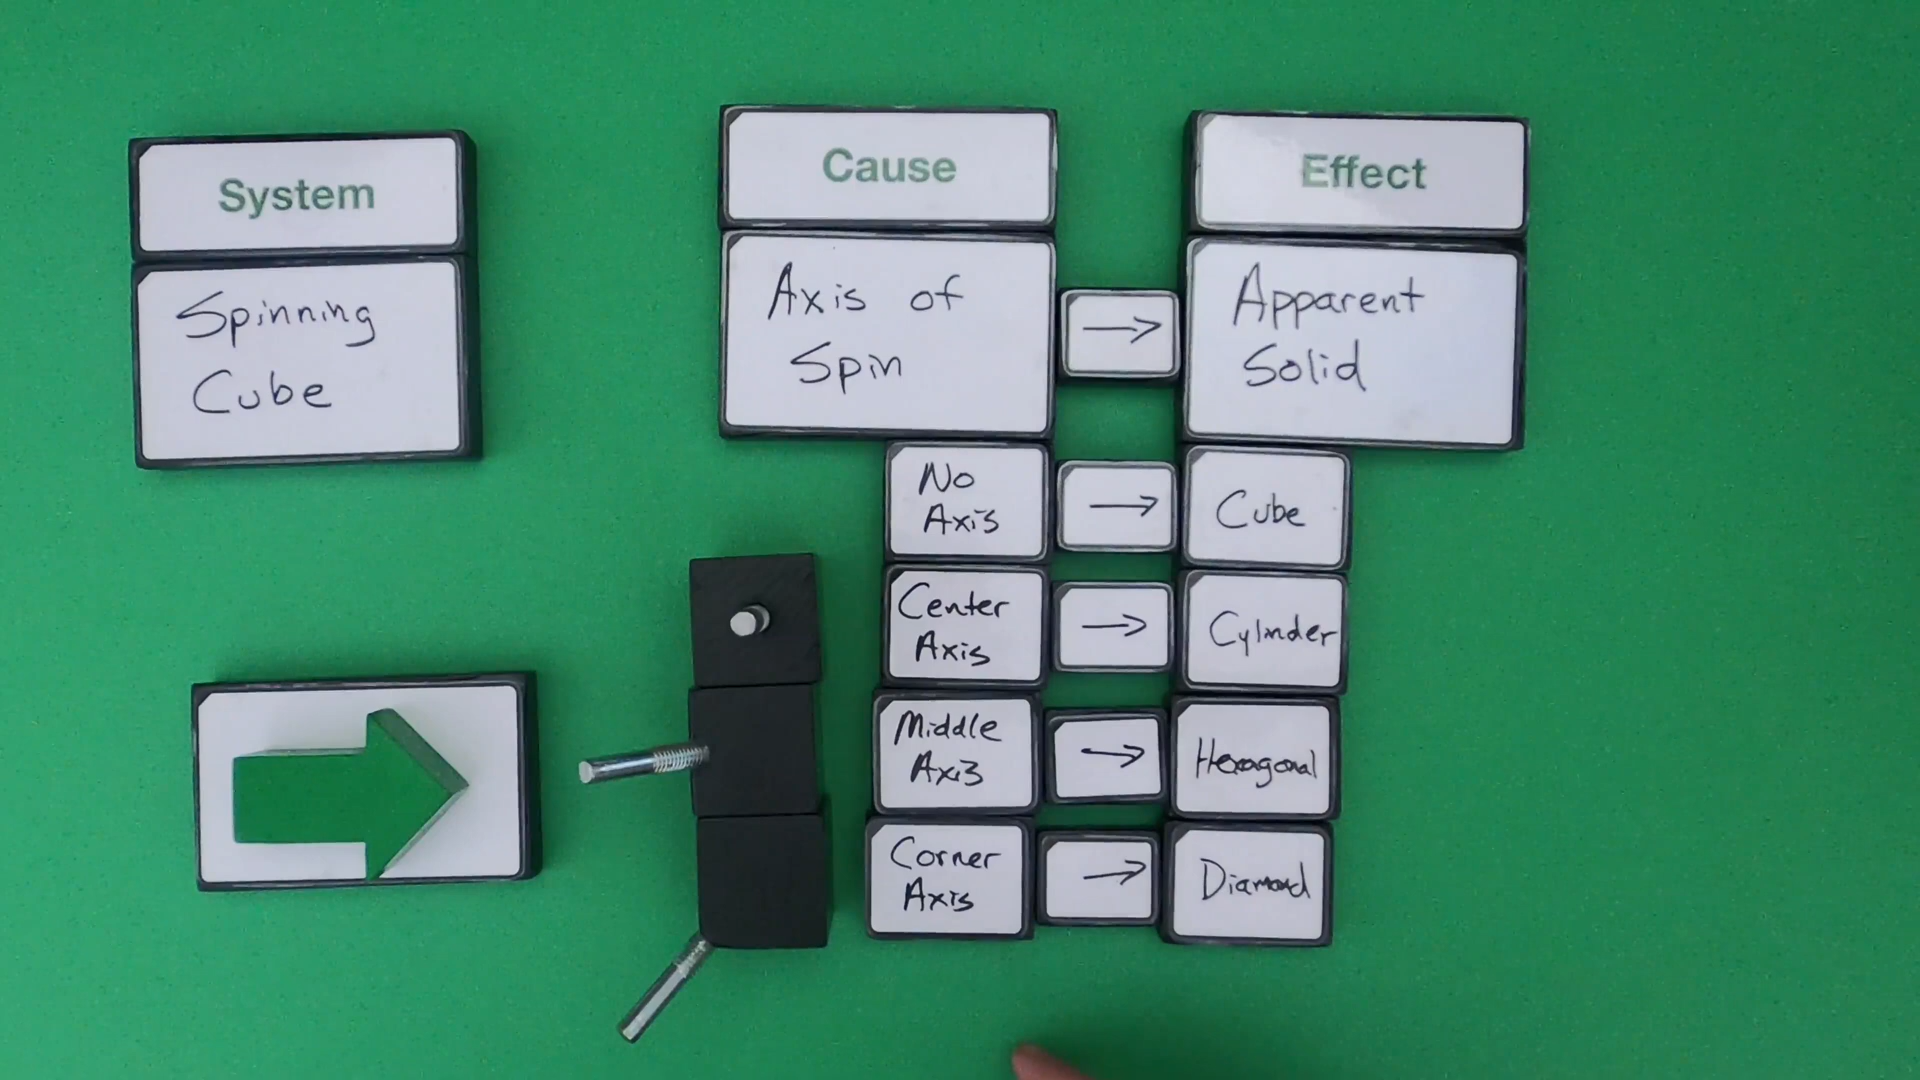 System
Spinning
Cube
Cause
Effect
Axis of
Spin
Apparent
Solid
No
Axis
Cube
Center
Axis
Cylinder
Middle
Axis
Hexagonal
Corner
Axis
Diamond